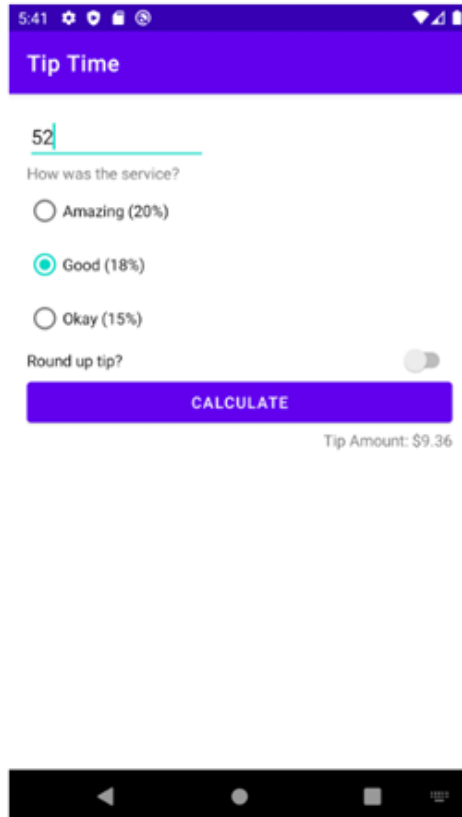 5:41
Tip Time
52
How was the service?
Amazing (20%)
Good (18%)
Okay (15%)
Round up tip?
CALCULATE
Tip Amount: $9.36